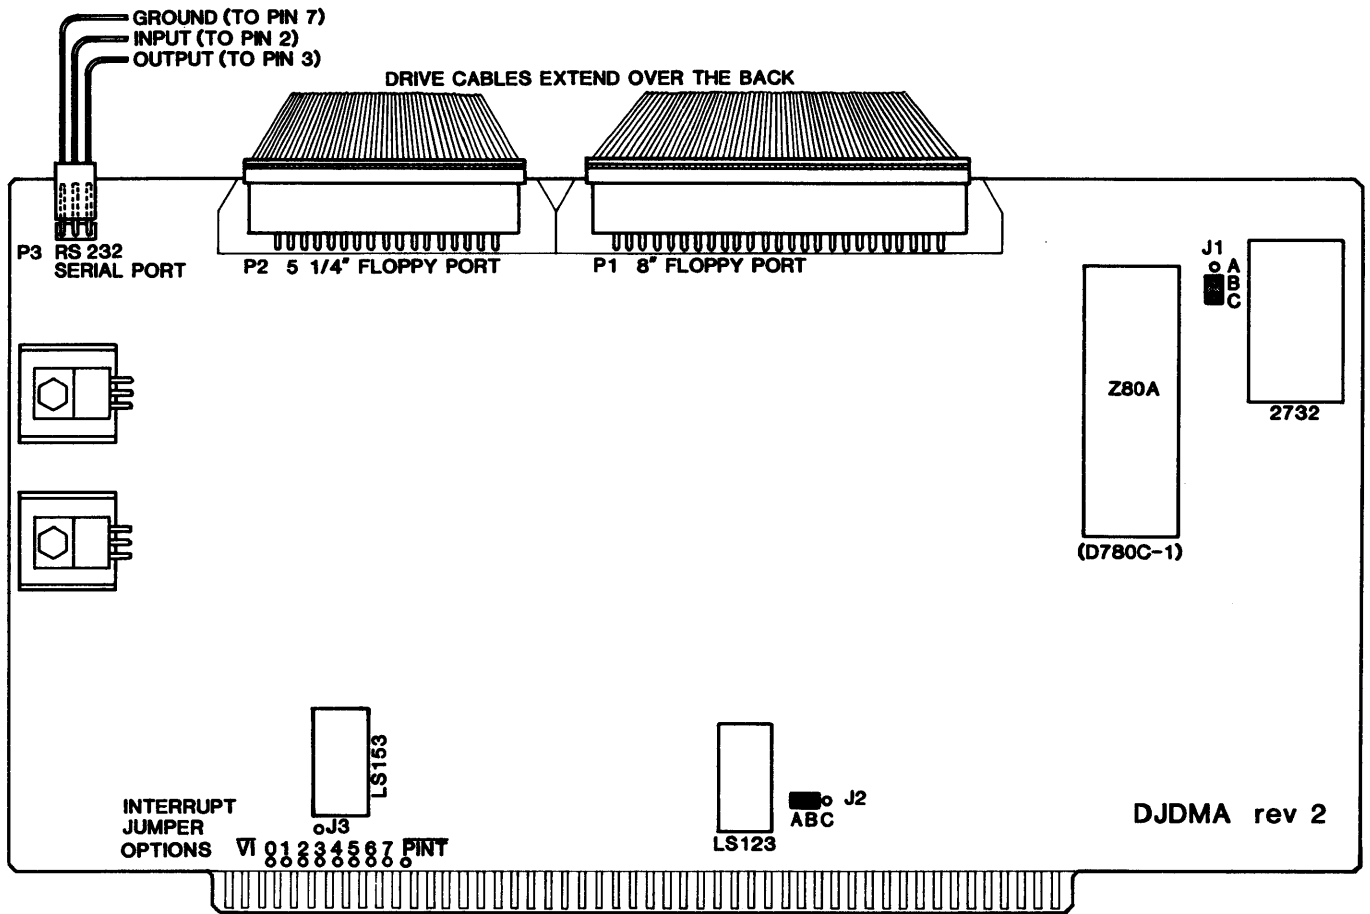 GROUND (TO PIN 7)
INPUT (TO PIN 2)
OUTPUT (TO PIN 3)
DRIVE CABLES EXTEND OVER THE BACK
P3 RS 232
SERIAL PORT
P2 5 1/4" FLOPPY PORT
P1 8" FLOPPY PORT
J1
A
B
C
Z80A
2732
(D780C-1)
LS153
INTERRUPT
JUMPER
OPTIONS
J3
VI 0 1 2 3 4 5 6 7 PINT
LS123
J2
ABC
DJDMA rev 2